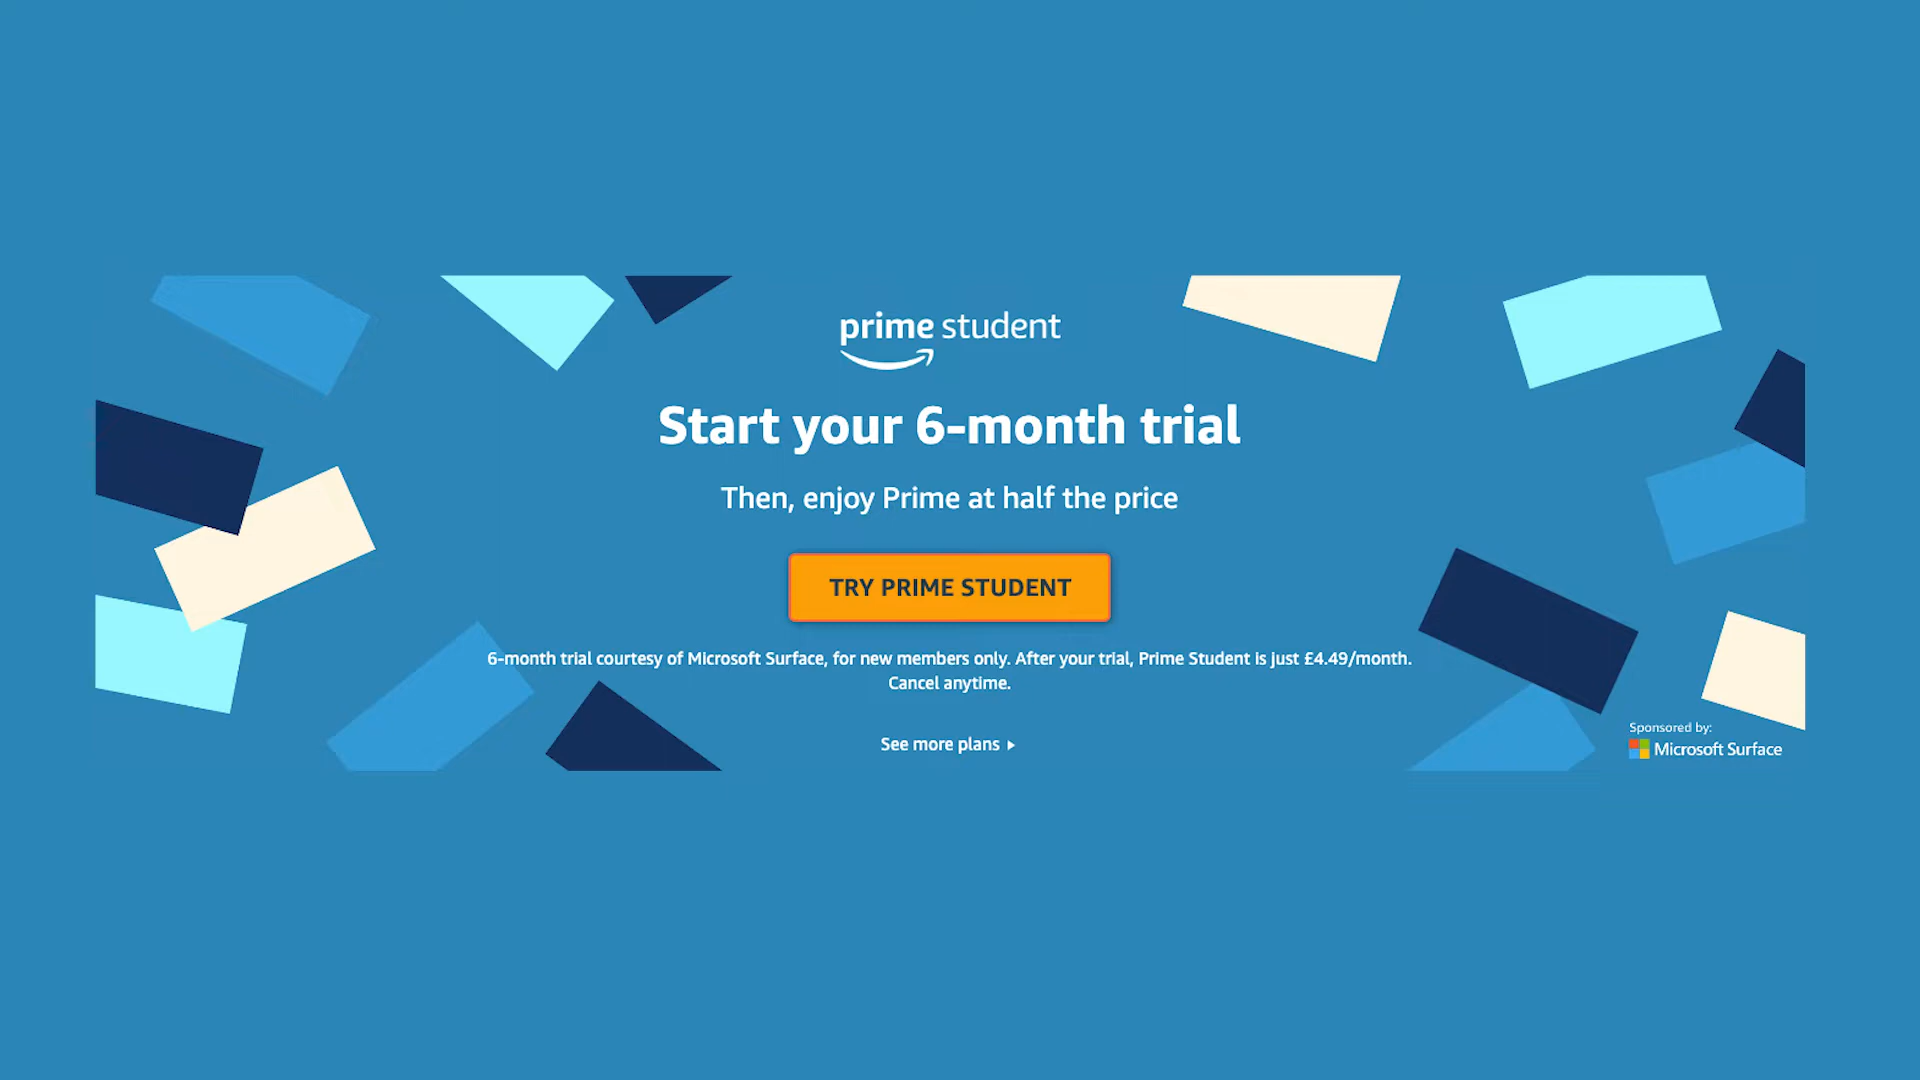 prime student
Start your 6-month trial
Then, enjoy Prime at half the price
TRY PRIME STUDENT
6-month trial courtesy of Microsoft Surface, for new members only. After your trial, Prime Student is just £4.49/month.
Cancel anytime.
See more plans
Sponsored by:
Microsoft Surface